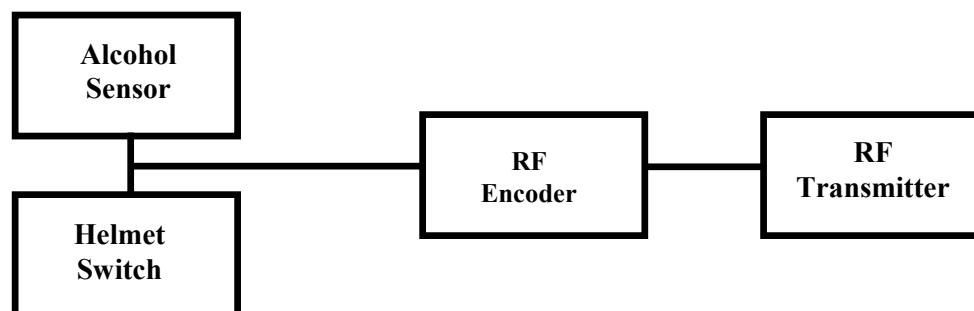 Alcohol
Sensor
Helmet
Switch
RF
Encoder
RF
Transmitter